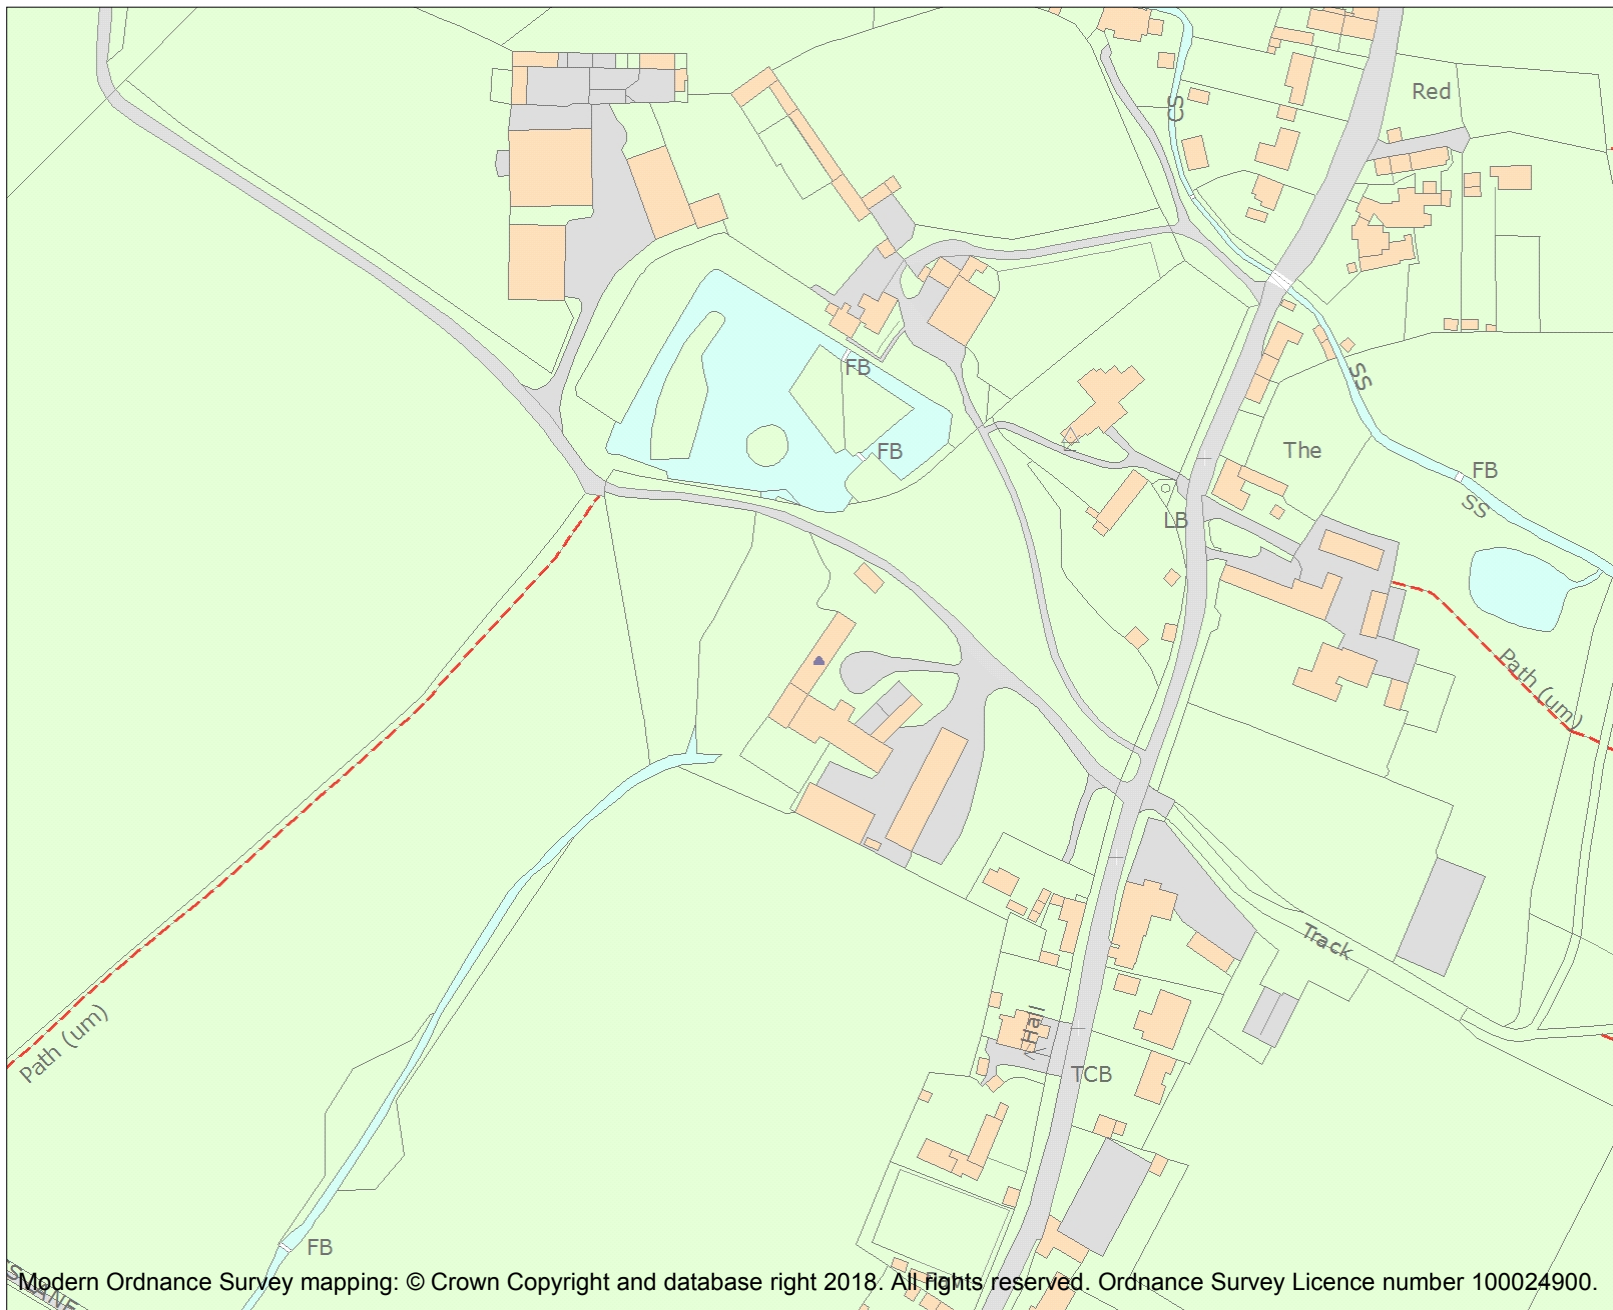 Red
CS
FB
SS
The
FB
FB
SS
LB
Path (um)
Track
Path (um)
Hall
TCB
FB
LANE
Modern Ordnance Survey mapping: © Crown Copyright and database right 2018. All rights reserved. Ordnance Survey Licence number 100024900.